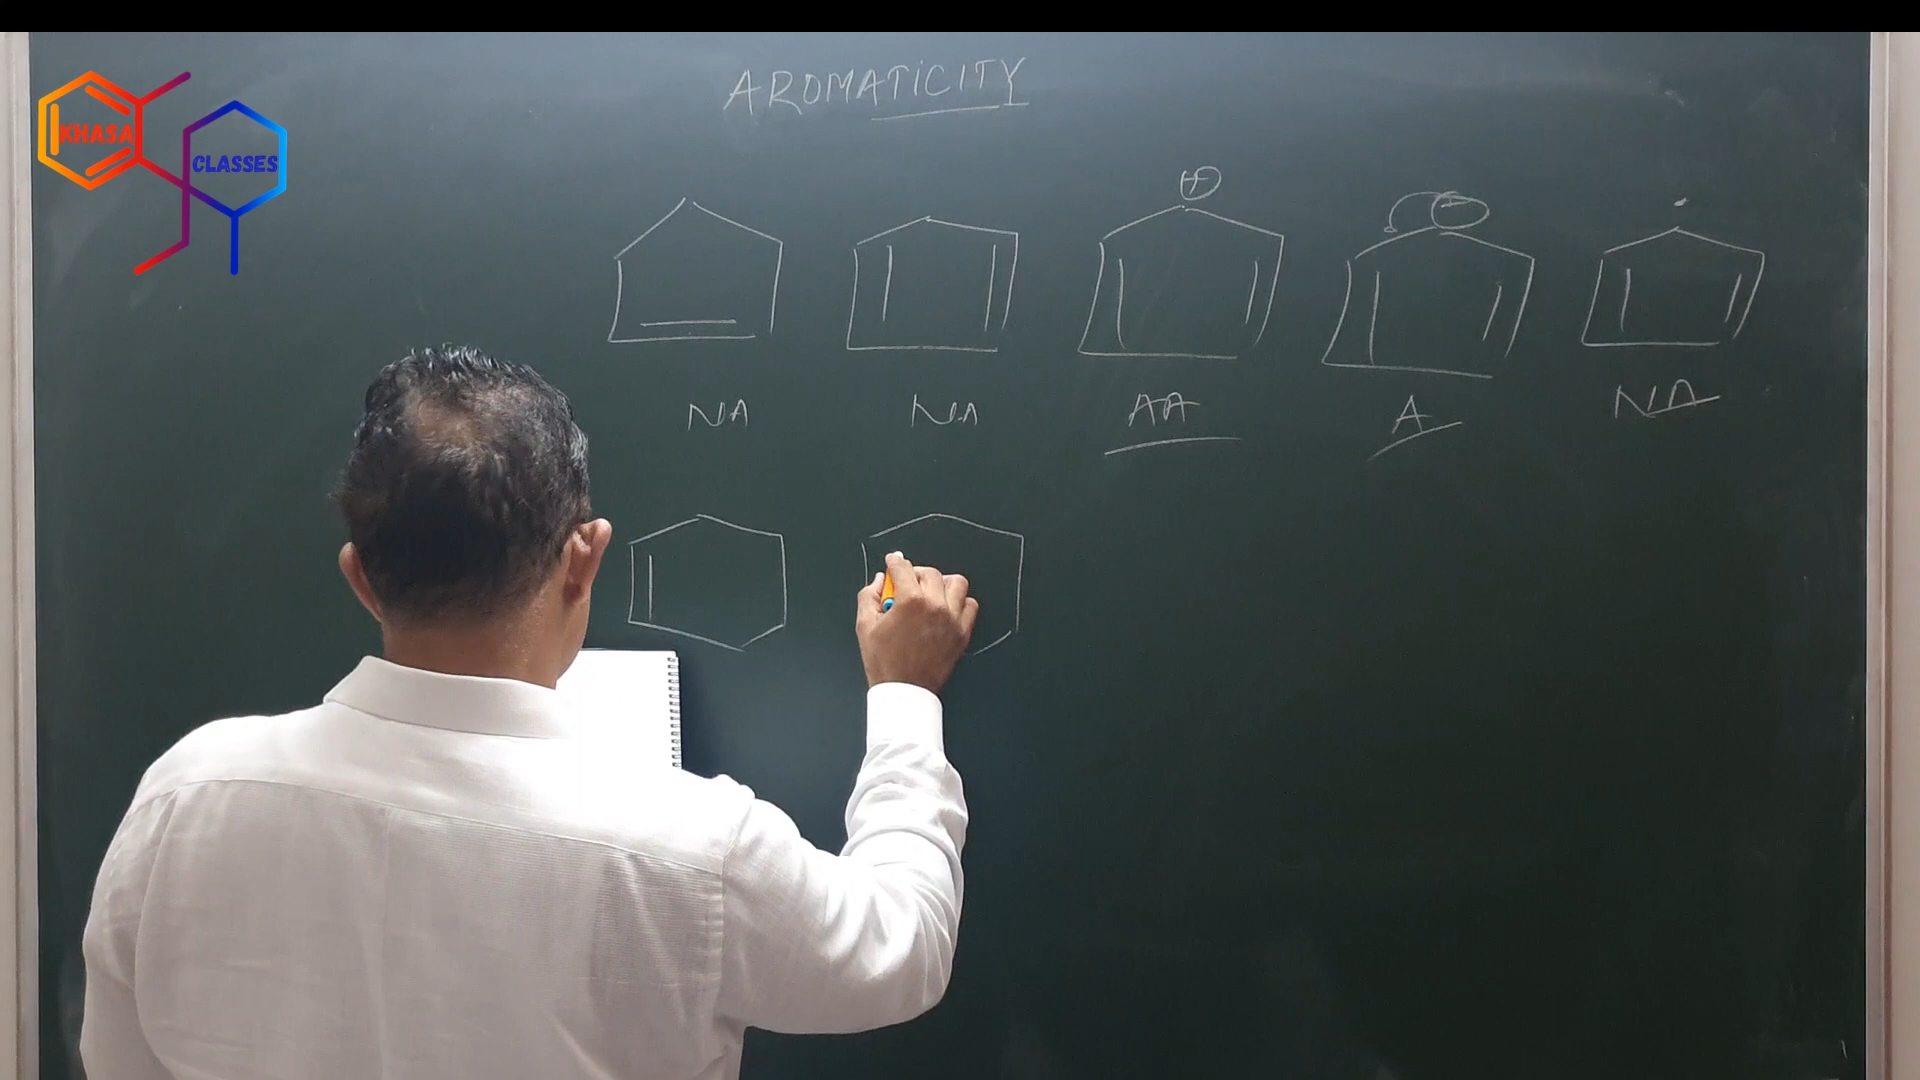 AROMATICITY
KHASA
CLASSES
+
−
NA NA AA A NA